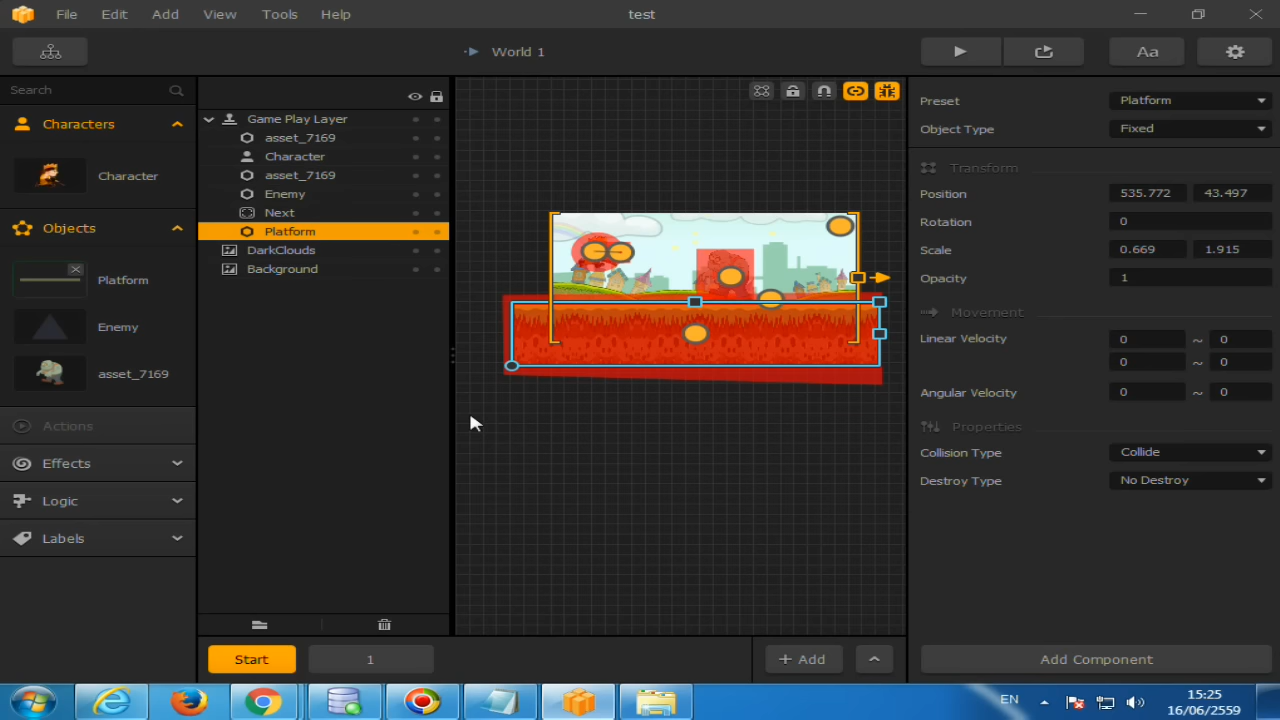 File Edit Add View Tools Help
test
World 1
Aa
Search
Characters
Character
Objects
Platform
Enemy
asset_7169
Actions
Effects
Logic
Labels
Game Play Layer
asset_7169
Character
asset_7169
Enemy
Next
Platform
DarkClouds
Background
Start
1
+ Add
Preset Platform
Object Type Fixed
Transform
Position 535.772 43.497
Rotation 0
Scale 0.669 1.915
Opacity 1
Movement
Linear Velocity 0 ~ 0
0 ~ 0
Angular Velocity 0 ~ 0
Properties
Collision Type Collide
Destroy Type No Destroy
Add Component
EN
15:25
16/06/2559